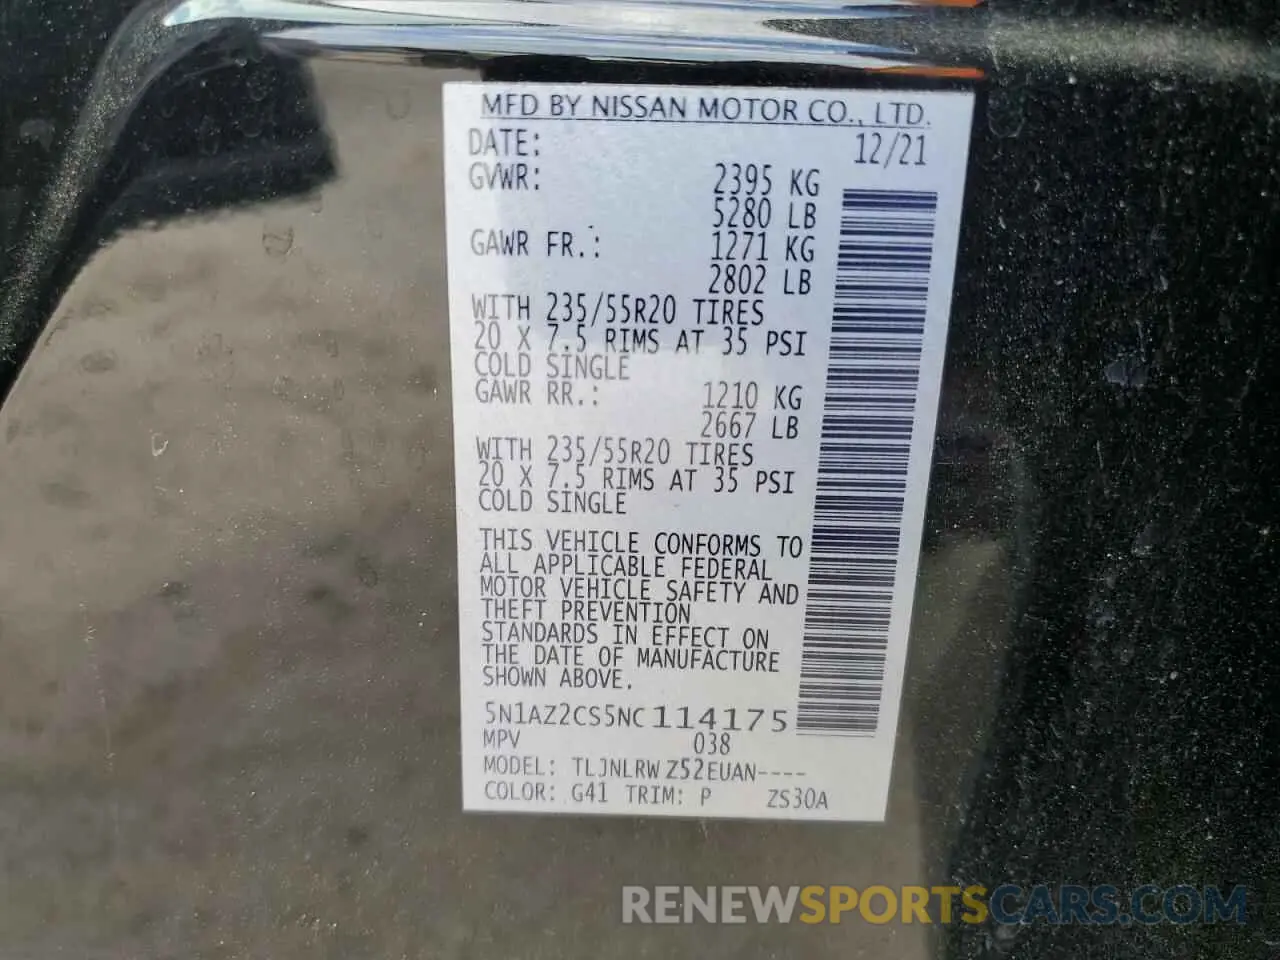 MFD BY NISSAN MOTOR CO., LTD.
DATE: 12/21
GVWR: 2395 KG
5280 LB
GAWR FR.: 1271 KG
2802 LB
WITH 235/55R20 TIRES
20 X 7.5 RIMS AT 35 PSI
COLD SINGLE
GAWR RR.: 1210 KG
2667 LB
WITH 235/55R20 TIRES
20 X 7.5 RIMS AT 35 PSI
COLD SINGLE
THIS VEHICLE CONFORMS TO
ALL APPLICABLE FEDERAL
MOTOR VEHICLE SAFETY AND
THEFT PREVENTION
STANDARDS IN EFFECT ON
THE DATE OF MANUFACTURE
SHOWN ABOVE.
5N1AZ2CS5NC114175
MPV 038
MODEL: TLJNLRW Z52EUAN----
COLOR: G41 TRIM: P ZS30A
RENEWSPORTSCARS.COM